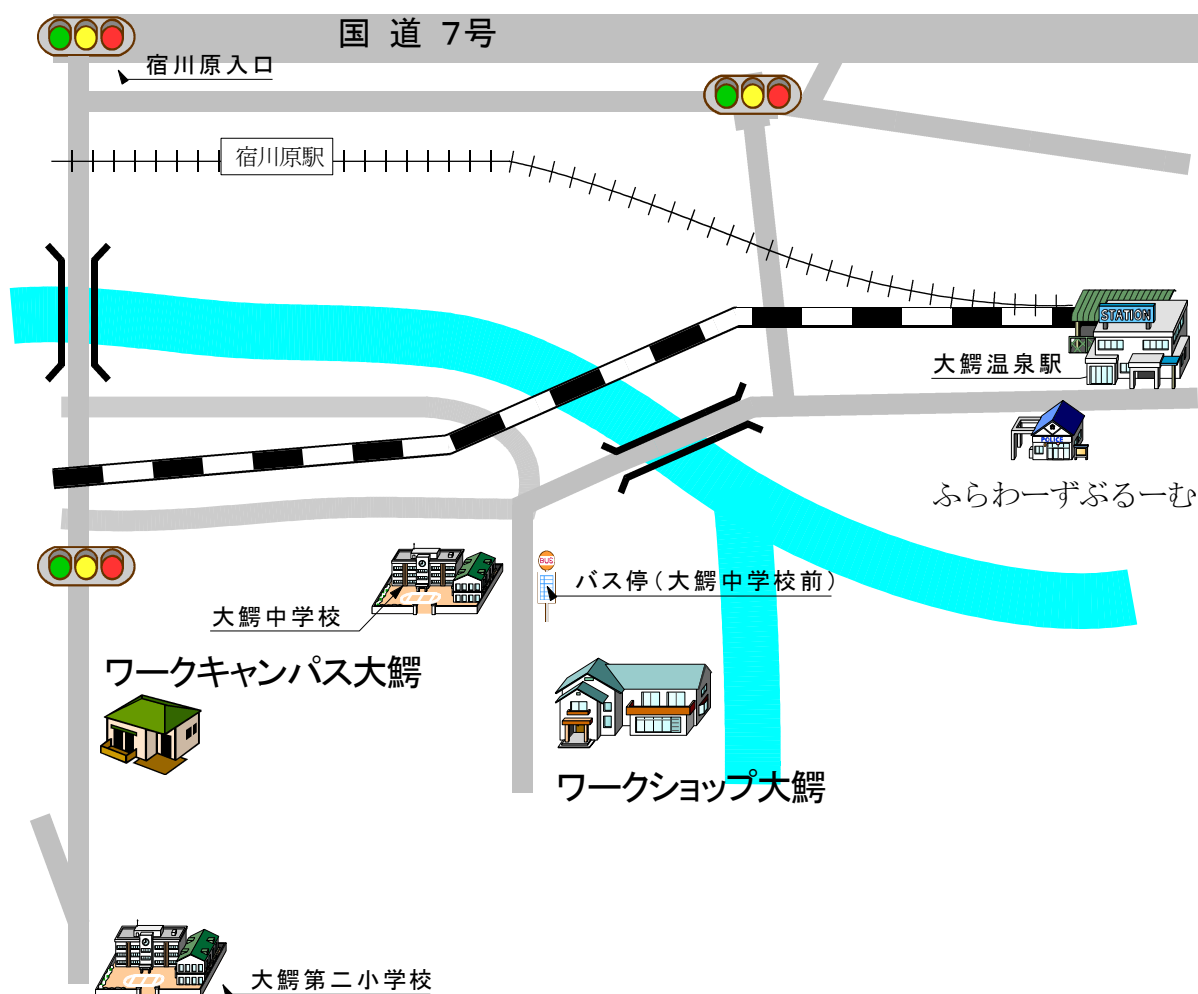 国道 7号
宿川原入口
宿川原駅
STATION
大鰐温泉駅
POLICE
ふらわーずぶるーむ
BUS
バス停(大鰐中学校前)
大鰐中学校
ワークキャンパス大鰐
ワークショップ大鰐
大鰐第二小学校